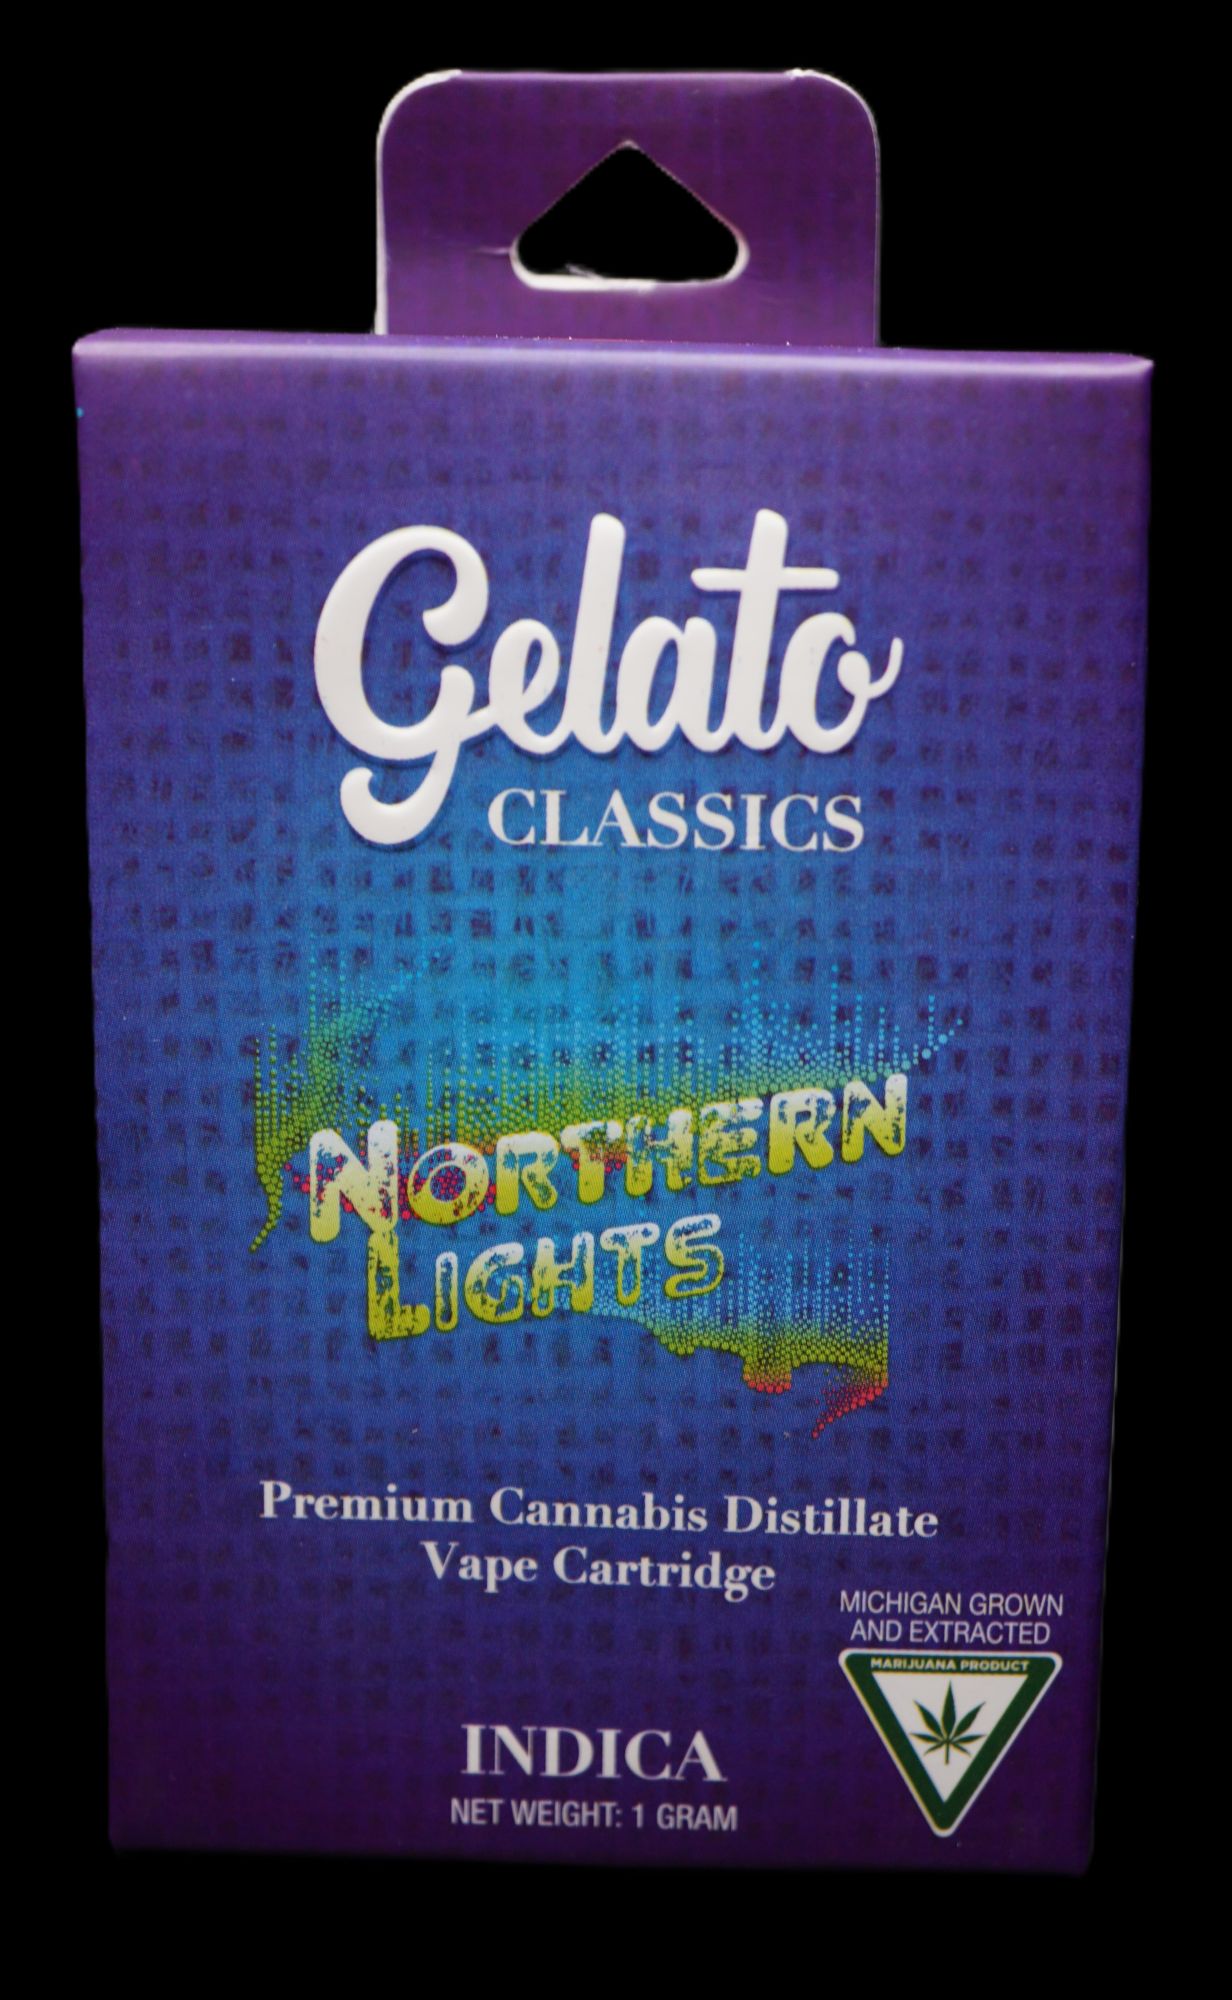 Gelato
CLASSICS
NORTHERN
LIGHTS
Premium Cannabis Distillate
Vape Cartridge
MICHIGAN GROWN
AND EXTRACTED
MARIJUANA PRODUCT
INDICA
NET WEIGHT: 1 GRAM